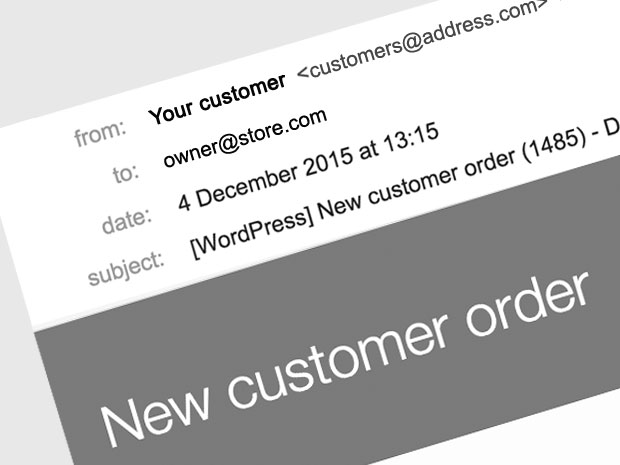 from: Your customer <customers@address.com>
to: owner@store.com
date: 4 December 2015 at 13:15
subject: [WordPress] New customer order (1485) - D
New customer order